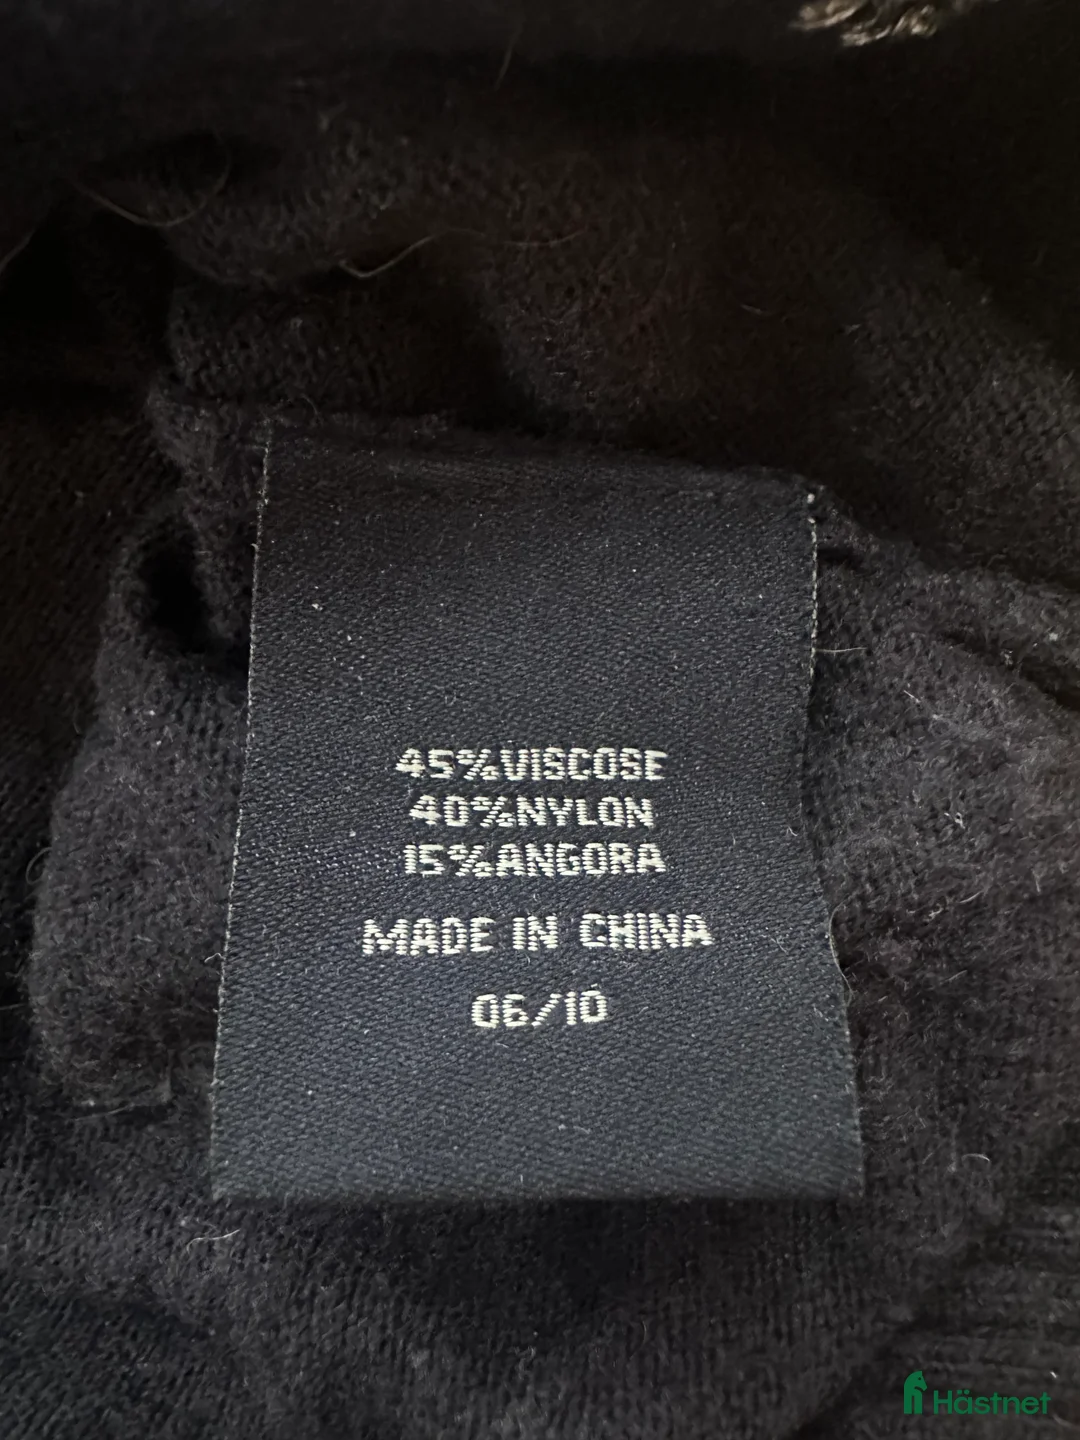 45%VISCOSE
40%NYLON
15%ANGORA
MADE IN CHINA
06/10
Hästnet